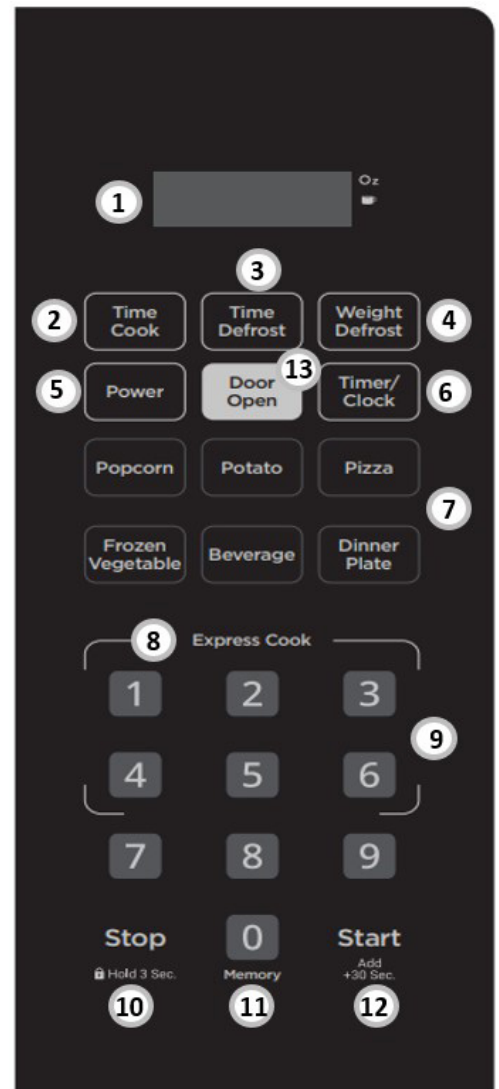 Oz
1
3
2
Time
Cook
Time
Defrost
Weight
Defrost
4
5
Power
Door
Open
13
Timer/
Clock
6
Popcorn
Potato
Pizza
7
Frozen
Vegetable
Beverage
Dinner
Plate
8
Express Cook
1
2
3
9
4
5
6
7
8
9
Stop
Hold 3 Sec.
0
Memory
Start
Add
+30 Sec.
10
11
12